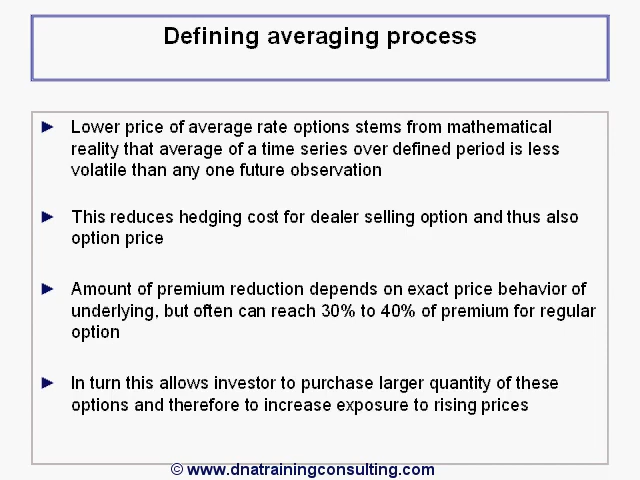 Defining averaging process
► Lower price of average rate options stems from mathematical
reality that average of a time series over defined period is less
volatile than any one future observation
► This reduces hedging cost for dealer selling option and thus also
option price
► Amount of premium reduction depends on exact price behavior of
underlying, but often can reach 30% to 40% of premium for regular
option
► In turn this allows investor to purchase larger quantity of these
options and therefore to increase exposure to rising prices
© www.dnatrainingconsulting.com